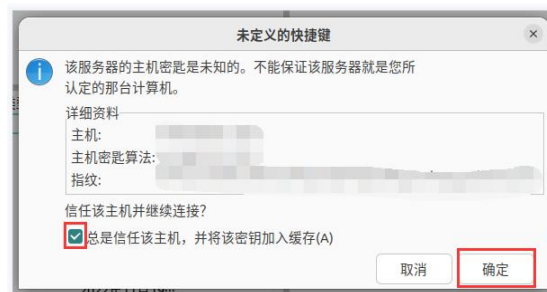 未定义的快捷键
该服务器的主机密匙是未知的。不能保证该服务器就是您所
认定的那台计算机。
详细资料
主机:
主机密匙算法:
指纹:
信任该主机并继续连接?
总是信任该主机，并将该密钥加入缓存(A)
取消
确定